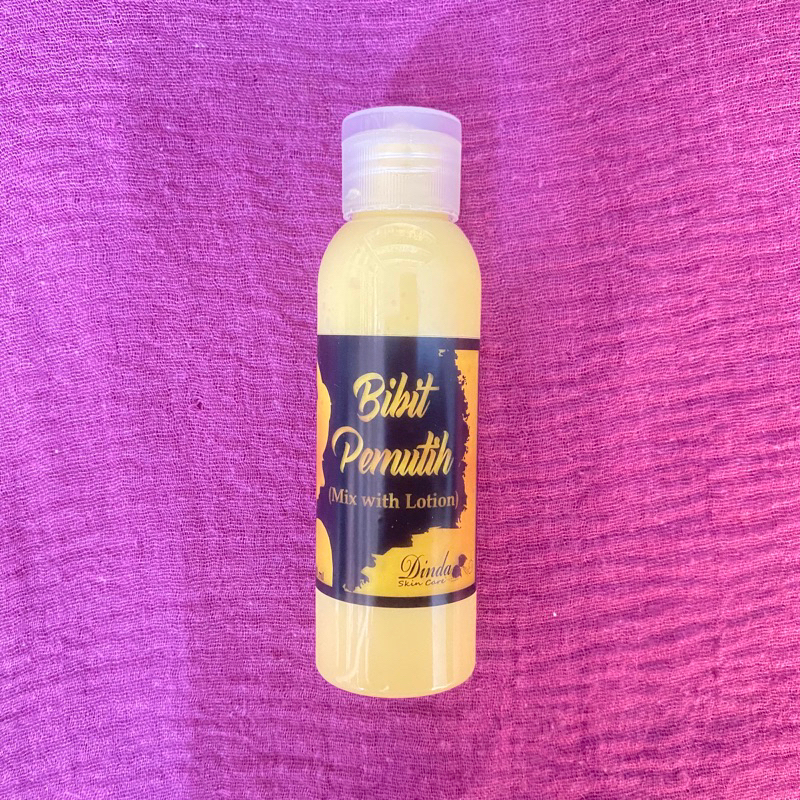 Bibit
Pemutih
(Mix with Lotion)
Dinda
Skin Care